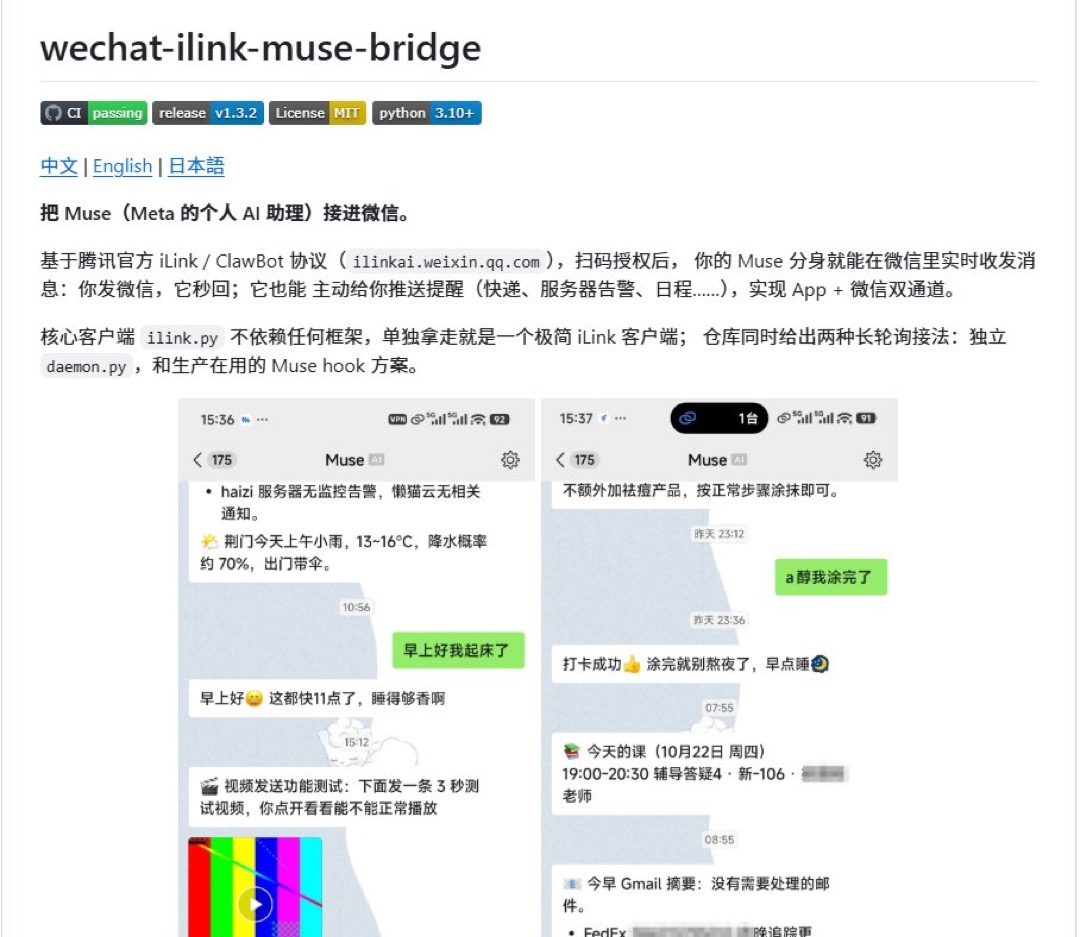 wechat-ilink-muse-bridge
CI passing release v1.3.2 License MIT python 3.10+
中文 | English | 日本語
把 Muse（Meta 的个人 AI 助理）接进微信。
基于腾讯官方 iLink / ClawBot 协议（ ilinkai.weixin.qq.com ），扫码授权后， 你的 Muse 分身就能在微信里实时收发消
息：你发微信，它秒回；它也能 主动给你推送提醒（快递、服务器告警、日程……），实现 App + 微信双通道。
核心客户端 ilink.py 不依赖任何框架，单独拿走就是一个极简 iLink 客户端； 仓库同时给出两种长轮询接法：独立
daemon.py ，和生产在用的 Muse hook 方案。
15:36 ··· VPN 5G 5G 92
175 Muse AI
• haizi 服务器无监控告警，懒猫云无相关
通知。
荆门今天上午小雨，13~16°C，降水概率
约 70%，出门带伞。
10:56
早上好我起床了
早上好😄 这都快11点了，睡得够香啊
15:12
🎬 视频发送功能测试：下面发一条 3 秒测
试视频，你点开看看能不能正常播放
15:37 ··· 1台 5G 5G 91
175 Muse AI
不额外加祛痘产品，按正常步骤涂抹即可。
昨天 23:12
a醇我涂完了
昨天 23:36
打卡成功👍 涂完就别熬夜了，早点睡🌙
07:55
📚 今天的课（10月22日 周四）
19:00-20:30 辅导答疑4 · 新-106 ·
老师
08:55
📧 今早 Gmail 摘要：没有需要处理的邮
件。
• FedEx 晚追踪更